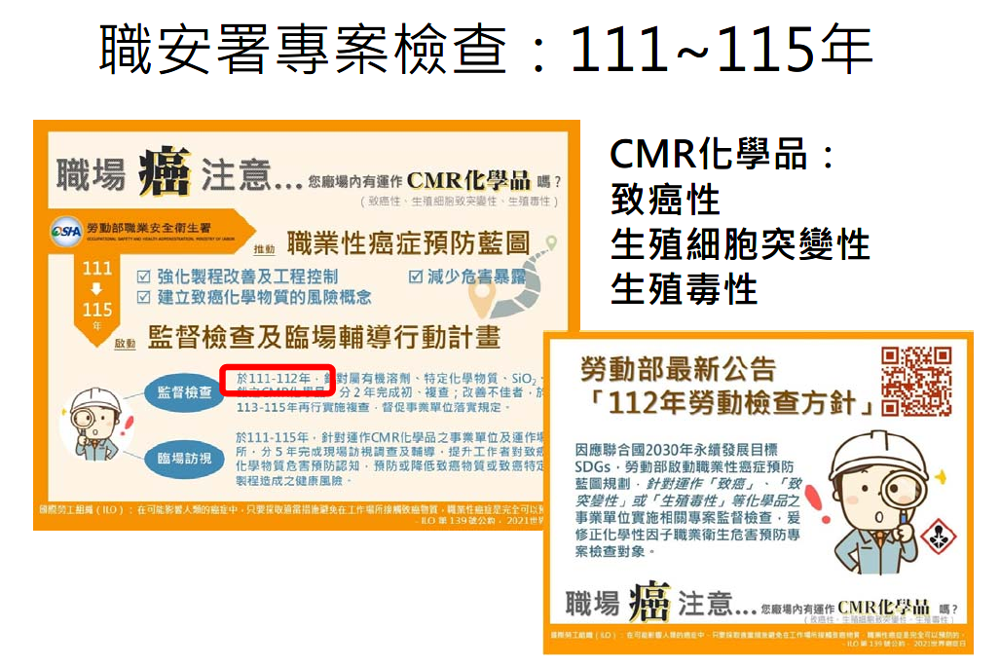 職安署專案檢查：111~115年
職場癌注意...您廠場內有運作CMR化學品嗎？
（致癌性、生殖細胞致突變性、生殖毒性）
OSHA 勞動部職業安全衛生署
OCCUPATIONAL SAFETY AND HEALTH ADMINISTRATION, MINISTRY OF LABOR
推動 職業性癌症預防藍圖
111
115
年
☑ 強化製程改善及工程控制
☑ 減少危害暴露
☑ 建立致癌化學物質的風險概念
啟動 監督檢查及臨場輔導行動計畫
監督檢查
於111-112年，針對屬有機溶劑、特定化學物質、SiO2、
分2年完成初、複查；改善不佳者，於
113-115年再行實施複查，督促事業單位落實規定。
臨場訪視
於111-115年，針對運作CMR化學品之事業單位及運作場
所，分5年完成現場訪視調查及輔導，提升工作者對致癌
化學物質危害預防認知，預防或降低致癌物質或致癌特定
製程造成之健康風險。
國際勞工組織（ILO）：在可能影響人類的癌症中，只要採取適當措施避免在工作場所接觸致癌物質，職業性癌症是完全可以
- ILO 第139號公約，2021世界
CMR化學品：
致癌性
生殖細胞突變性
生殖毒性
勞動部最新公告
「112年勞動檢查方針」
因應聯合國2030年永續發展目標
SDGs，勞動部啟動職業性癌症預防
藍圖規劃，針對運作「致癌」、「致
突變性」或「生殖毒性」等化學品之
事業單位實施相關專案監督檢查，爰
修正化學性因子職業衛生危害預防專
案檢查對象。
職場癌注意...您廠場內有運作CMR化學品 嗎？
（致癌性、生殖細胞致突變性、生殖毒性）
國際勞工組織（ILO）：在可能影響人類的癌症中，只要採取適當措施避免在工作場所接觸致癌物質，職業性癌症是完全可以預防的。
- ILO 第139號公約，2021世界癌症日